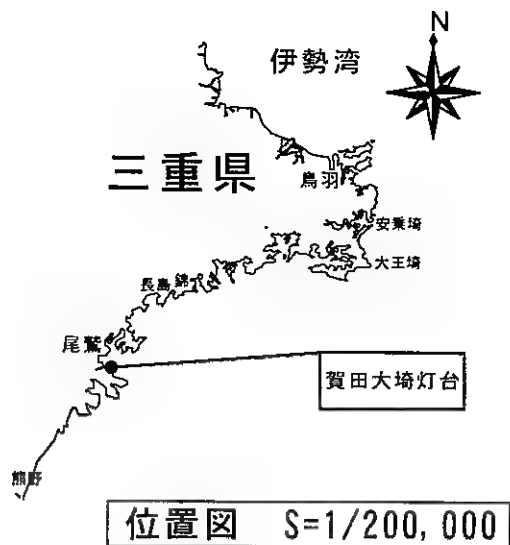 N
伊勢湾
三重県
鳥羽
安乗埼
大王埼
長島
錦
尾鷲
賀田大埼灯台
熊野
位置図 S=1/200,000